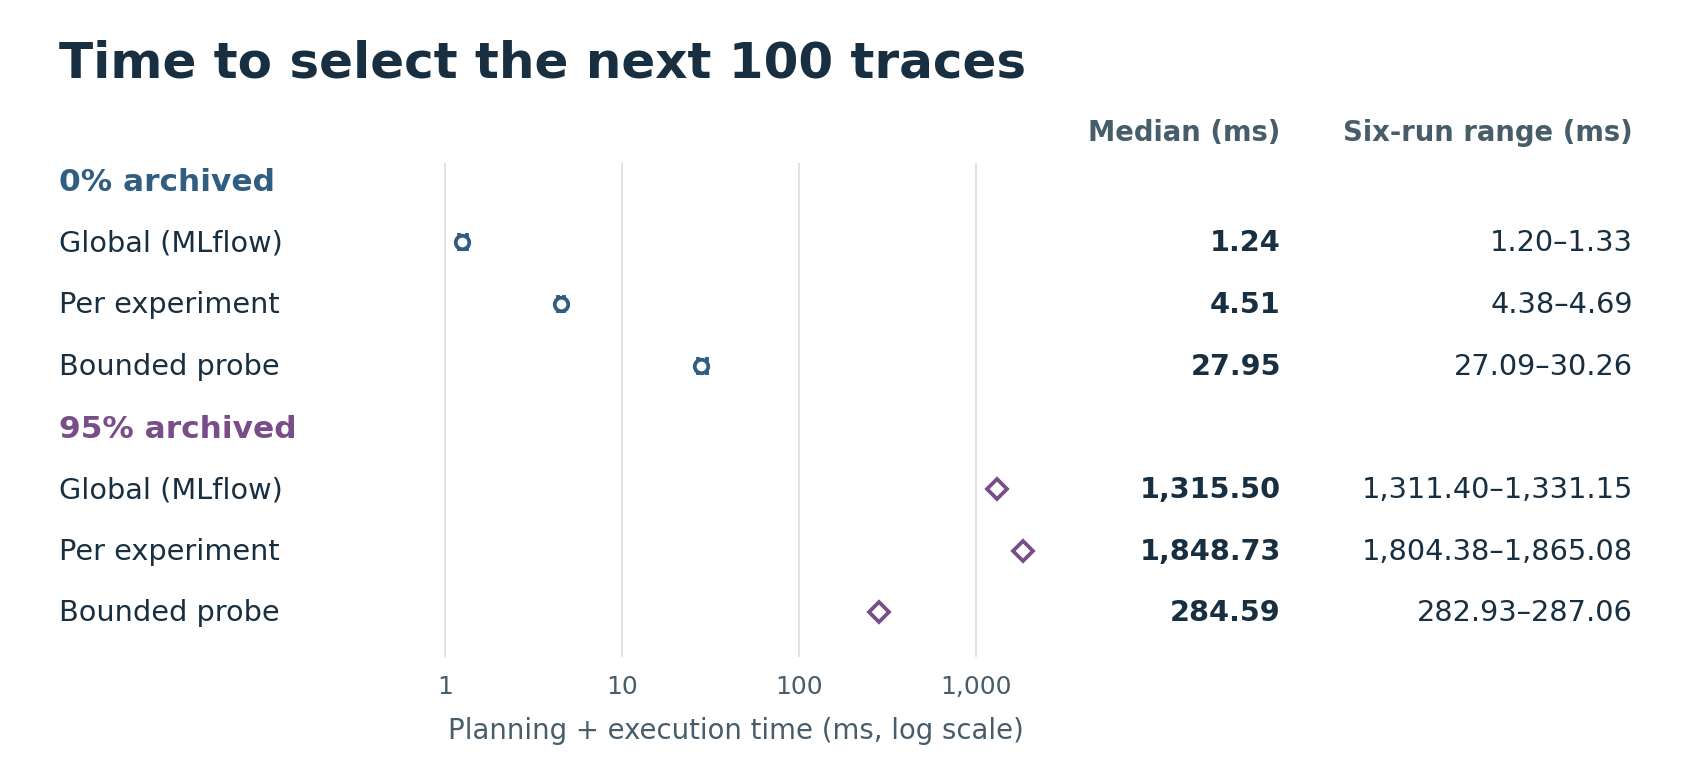 Time to select the next 100 traces
Median (ms) Six-run range (ms)
0% archived
Global (MLflow) 1.24 1.20–1.33
Per experiment 4.51 4.38–4.69
Bounded probe 27.95 27.09–30.26
95% archived
Global (MLflow) 1,315.50 1,311.40–1,331.15
Per experiment 1,848.73 1,804.38–1,865.08
Bounded probe 284.59 282.93–287.06
1 10 100 1,000
Planning + execution time (ms, log scale)